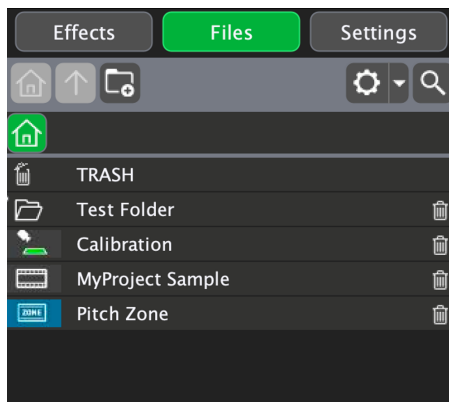 Effects Files Settings
TRASH
Test Folder
Calibration
MyProject Sample
ZONE Pitch Zone